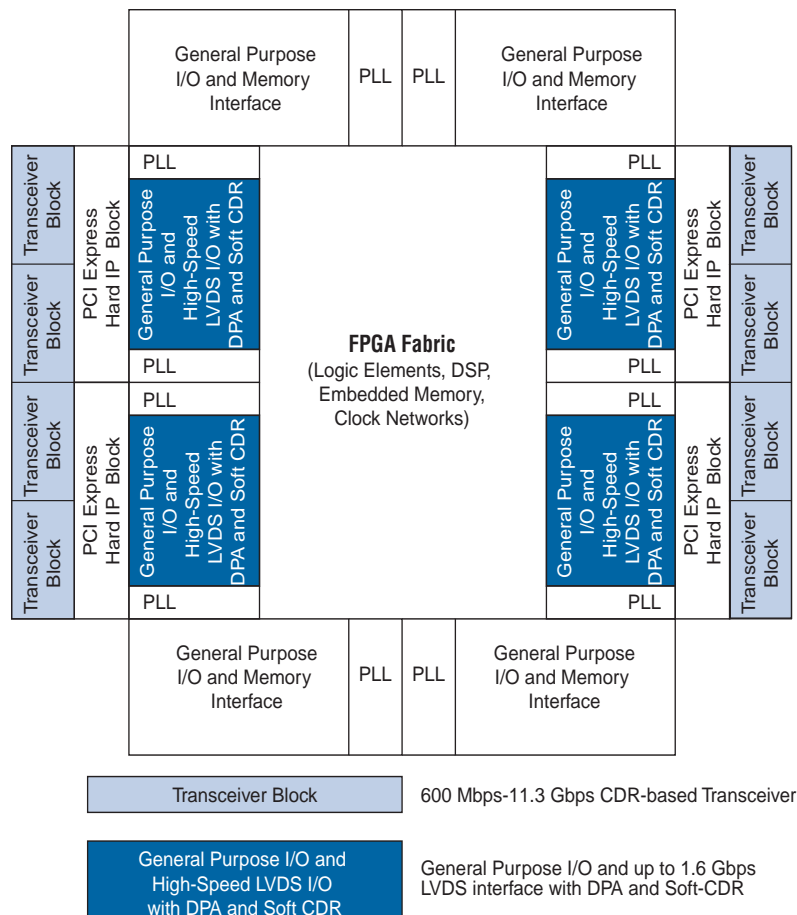 General Purpose
I/O and Memory
Interface
PLL
PLL
General Purpose
I/O and Memory
Interface
Transceiver
Block
Transceiver
Block
PCI Express
Hard IP Block
PLL
General Purpose
I/O and
High-Speed
LVDS I/O with
DPA and Soft CDR
PLL
Transceiver
Block
Transceiver
Block
PCI Express
Hard IP Block
PLL
General Purpose
I/O and
High-Speed
LVDS I/O with
DPA and Soft CDR
PLL
FPGA Fabric
(Logic Elements, DSP,
Embedded Memory,
Clock Networks)
PLL
General Purpose
I/O and
High-Speed
LVDS I/O with
DPA and Soft CDR
PLL
PCI Express
Hard IP Block
Transceiver
Block
Transceiver
Block
PLL
General Purpose
I/O and
High-Speed
LVDS I/O with
DPA and Soft CDR
PLL
PCI Express
Hard IP Block
Transceiver
Block
Transceiver
Block
General Purpose
I/O and Memory
Interface
PLL
PLL
General Purpose
I/O and Memory
Interface
Transceiver Block
600 Mbps-11.3 Gbps CDR-based Transceiver
General Purpose I/O and
High-Speed LVDS I/O
with DPA and Soft CDR
General Purpose I/O and up to 1.6 Gbps
LVDS interface with DPA and Soft-CDR